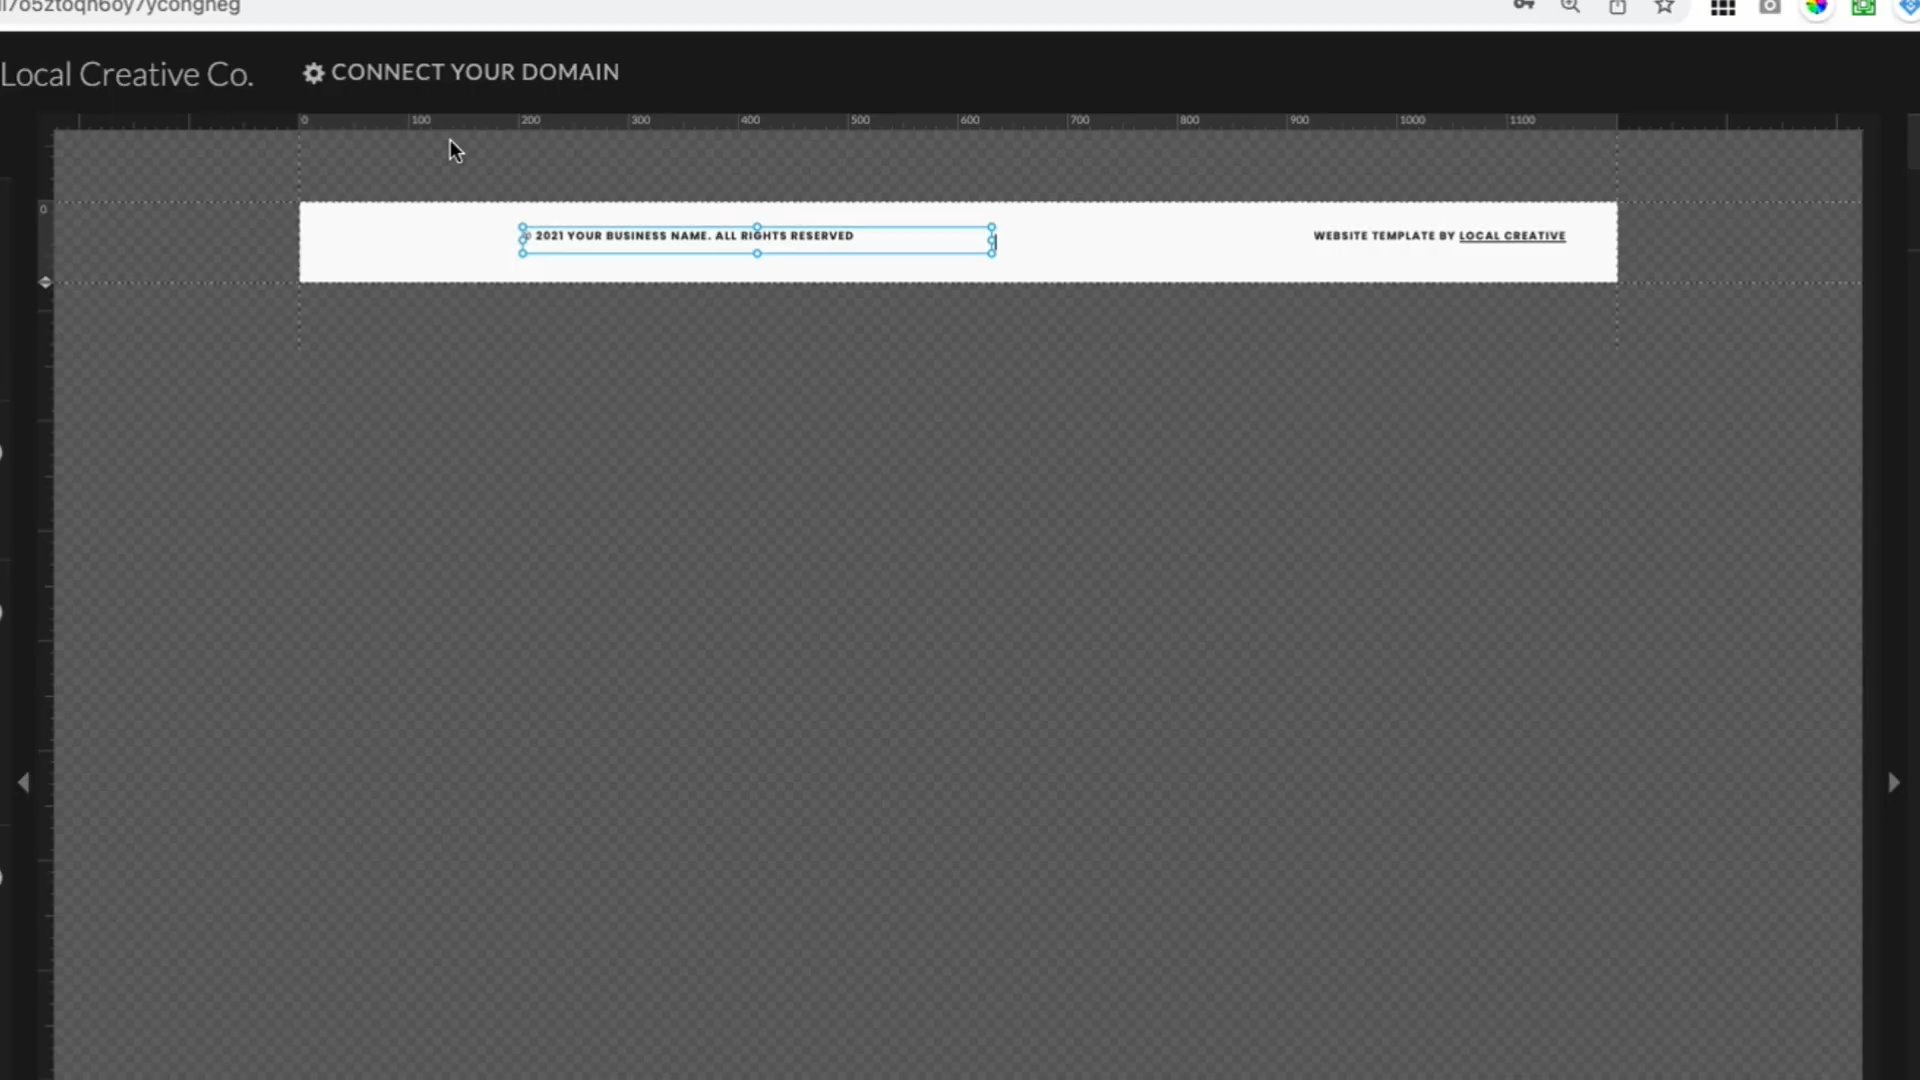 Local Creative Co. CONNECT YOUR DOMAIN
0 100 200 300 400 500 600 700 800 900 1000 1100
0
© 2021 YOUR BUSINESS NAME. ALL RIGHTS RESERVED
WEBSITE TEMPLATE BY LOCAL CREATIVE